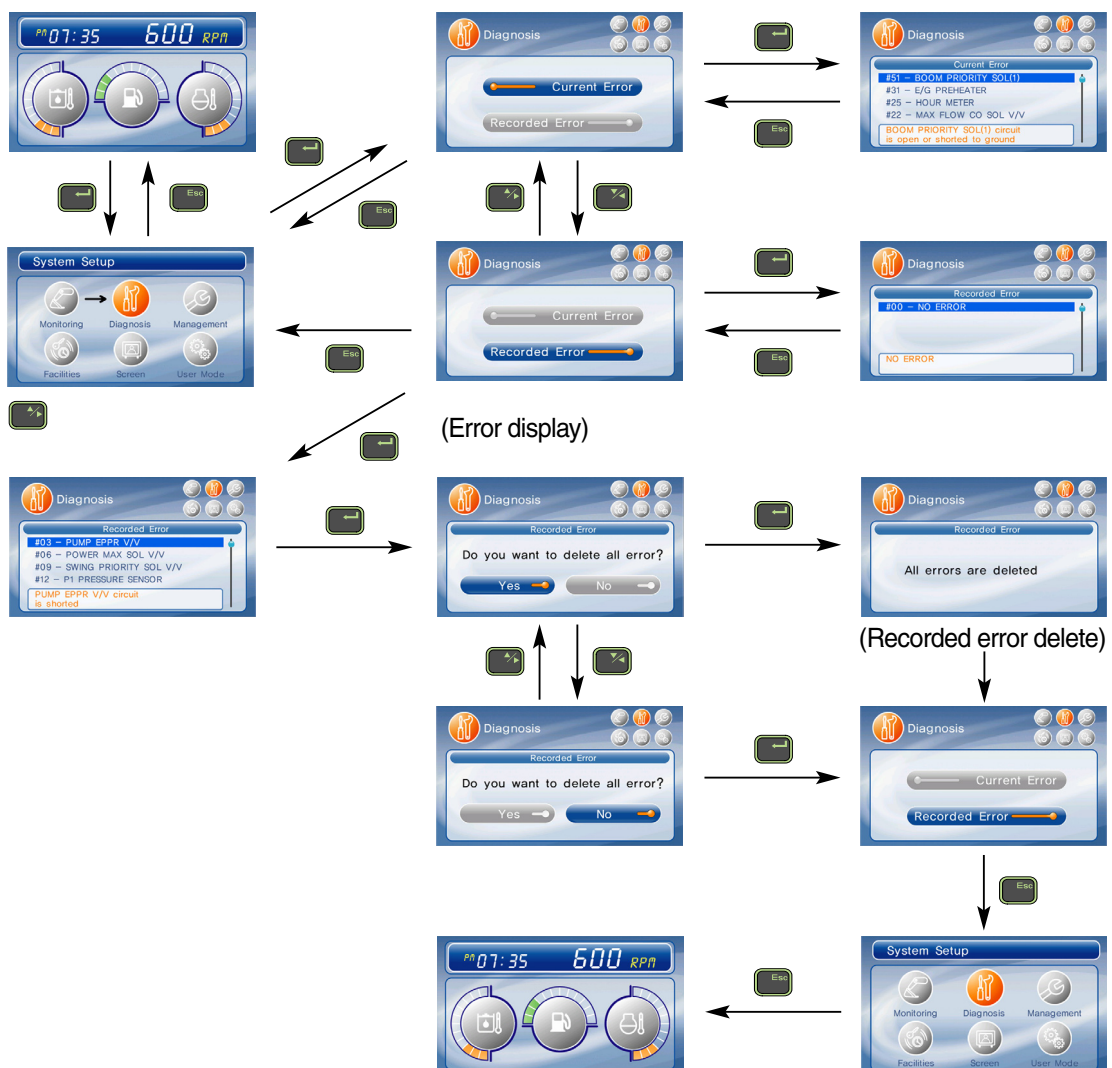 PM 07:35 600 RPM
Esc
System Setup
Monitoring Diagnosis Management
Facilities Screen User Mode
Esc
Diagnosis
Current Error
Recorded Error
Esc
Diagnosis
Current Error
#51 - BOOM PRIORITY SOL(1)
#31 - E/G PREHEATER
#25 - HOUR METER
#22 - MAX FLOW CO SOL V/V
BOOM PRIORITY SOL(1) circuit
is open or shorted to ground
Esc
Diagnosis
Current Error
Recorded Error
Esc
Diagnosis
Recorded Error
#00 - NO ERROR
NO ERROR
(Error display)
Diagnosis
Recorded Error
#03 - PUMP EPPR V/V
#06 - POWER MAX SOL V/V
#09 - SWING PRIORITY SOL V/V
#12 - P1 PRESSURE SENSOR
PUMP EPPR V/V circuit
is shorted
Diagnosis
Recorded Error
Do you want to delete all error?
Yes No
Diagnosis
Recorded Error
All errors are deleted
(Recorded error delete)
Diagnosis
Recorded Error
Do you want to delete all error?
Yes No
Diagnosis
Current Error
Recorded Error
Esc
PM 07:35 600 RPM
Esc
System Setup
Monitoring Diagnosis Management
Facilities Screen User Mode